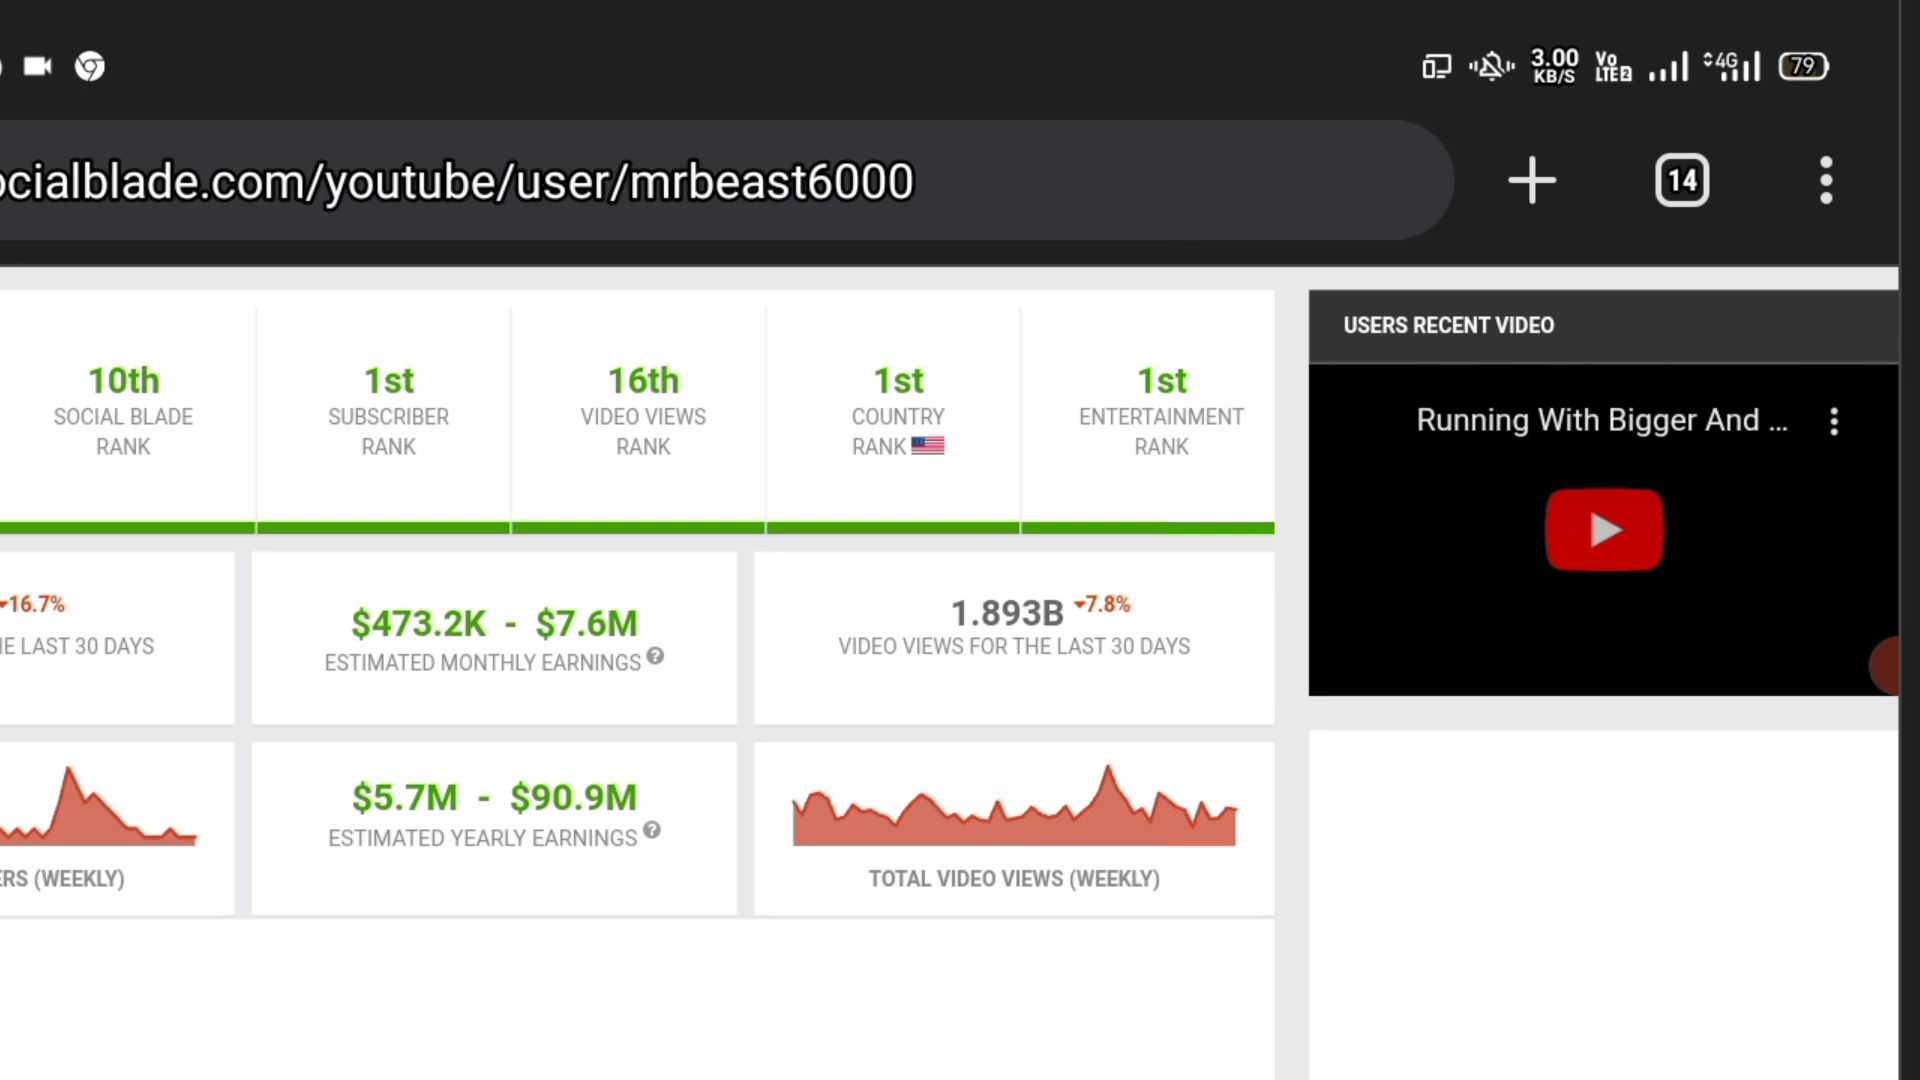 3.00
KB/S
Vo
LTE2
4G
79
ocialblade.com/youtube/user/mrbeast6000
14
10th
SOCIAL BLADE
RANK
1st
SUBSCRIBER
RANK
16th
VIDEO VIEWS
RANK
1st
COUNTRY
RANK
1st
ENTERTAINMENT
RANK
USERS RECENT VIDEO
Running With Bigger And ...
16.7%
E LAST 30 DAYS
$473.2K - $7.6M
ESTIMATED MONTHLY EARNINGS ?
1.893B 7.8%
VIDEO VIEWS FOR THE LAST 30 DAYS
ERS (WEEKLY)
$5.7M - $90.9M
ESTIMATED YEARLY EARNINGS ?
TOTAL VIDEO VIEWS (WEEKLY)